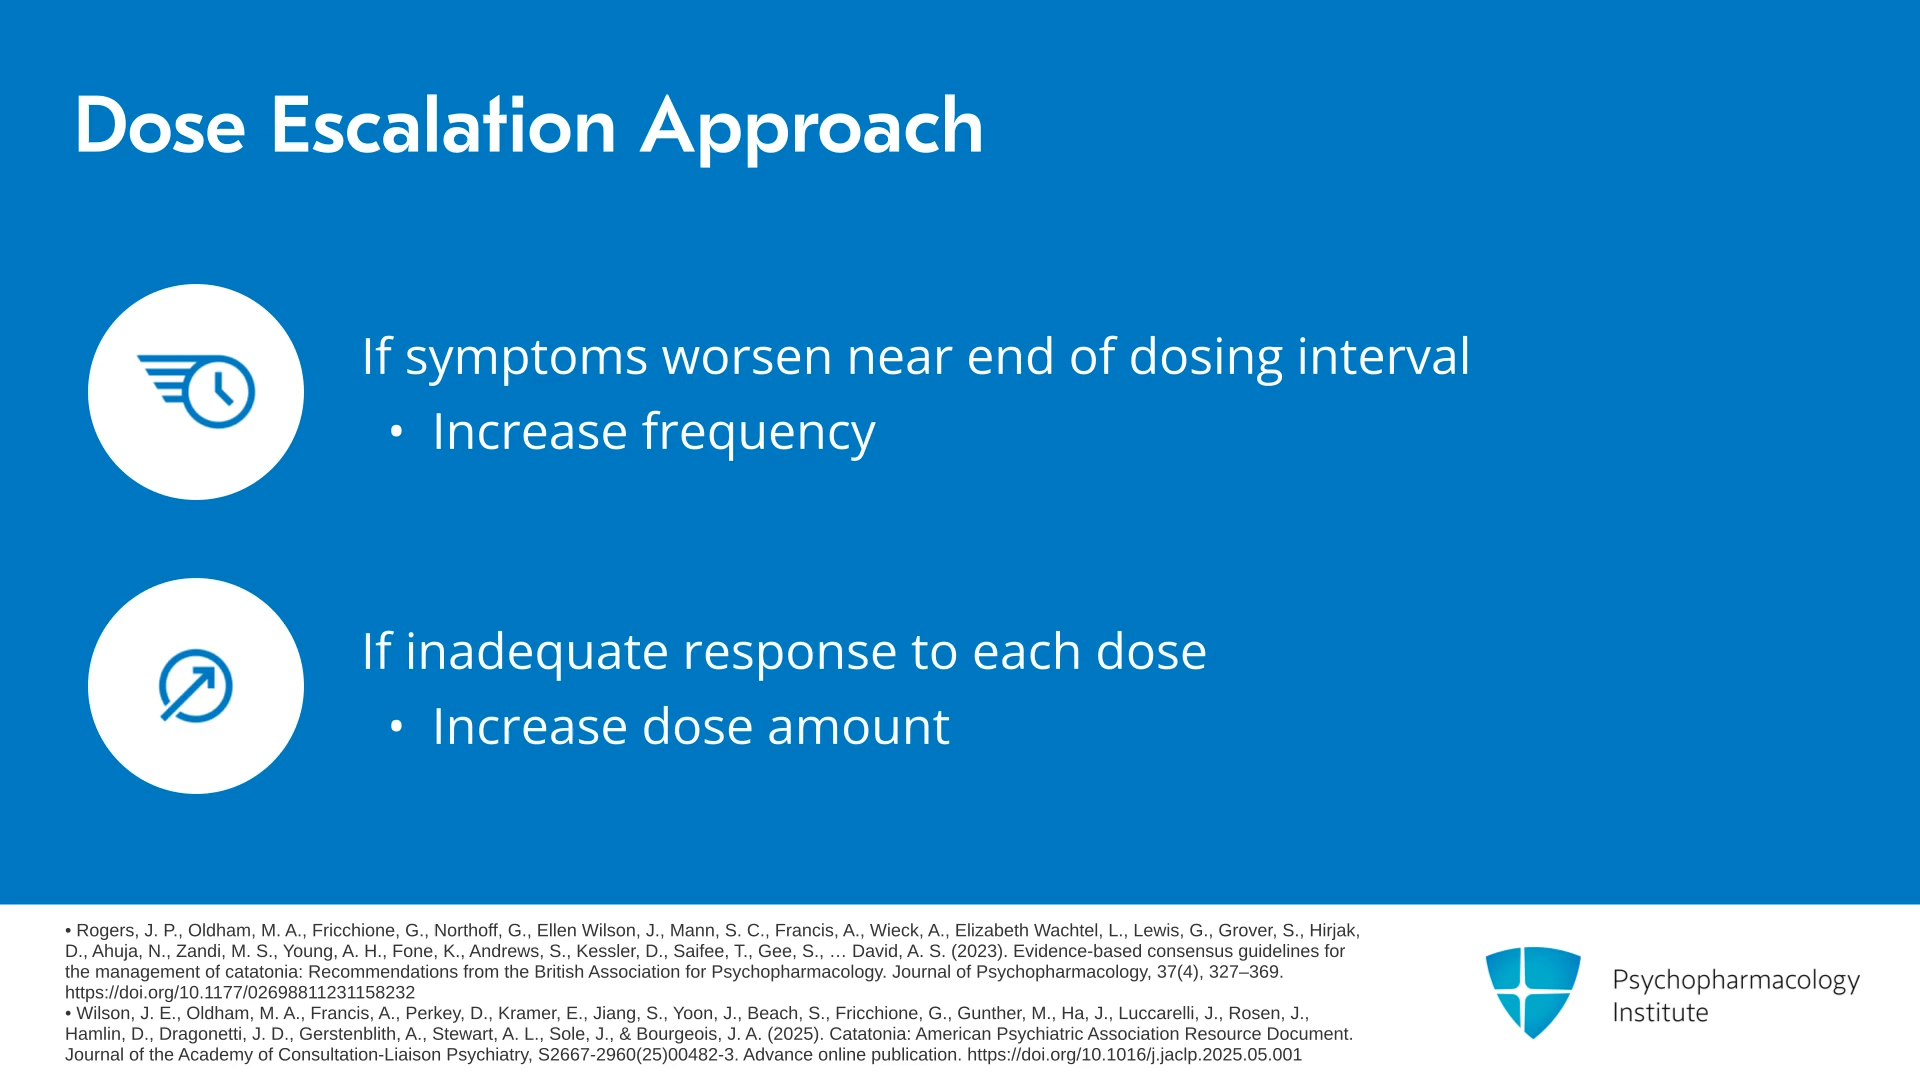 Dose Escalation Approach
If symptoms worsen near end of dosing interval
• Increase frequency
If inadequate response to each dose
• Increase dose amount
• Rogers, J. P., Oldham, M. A., Fricchione, G., Northoff, G., Ellen Wilson, J., Mann, S. C., Francis, A., Wieck, A., Elizabeth Wachtel, L., Lewis, G., Grover, S., Hirjak,
D., Ahuja, N., Zandi, M. S., Young, A. H., Fone, K., Andrews, S., Kessler, D., Saifee, T., Gee, S., … David, A. S. (2023). Evidence-based consensus guidelines for
the management of catatonia: Recommendations from the British Association for Psychopharmacology. Journal of Psychopharmacology, 37(4), 327–369.
https://doi.org/10.1177/02698811231158232
• Wilson, J. E., Oldham, M. A., Francis, A., Perkey, D., Kramer, E., Jiang, S., Yoon, J., Beach, S., Fricchione, G., Gunther, M., Ha, J., Luccarelli, J., Rosen, J.,
Hamlin, D., Dragonetti, J. D., Gerstenblith, A., Stewart, A. L., Sole, J., & Bourgeois, J. A. (2025). Catatonia: American Psychiatric Association Resource Document.
Journal of the Academy of Consultation-Liaison Psychiatry, S2667-2960(25)00482-3. Advance online publication. https://doi.org/10.1016/j.jaclp.2025.05.001
Psychopharmacology
Institute